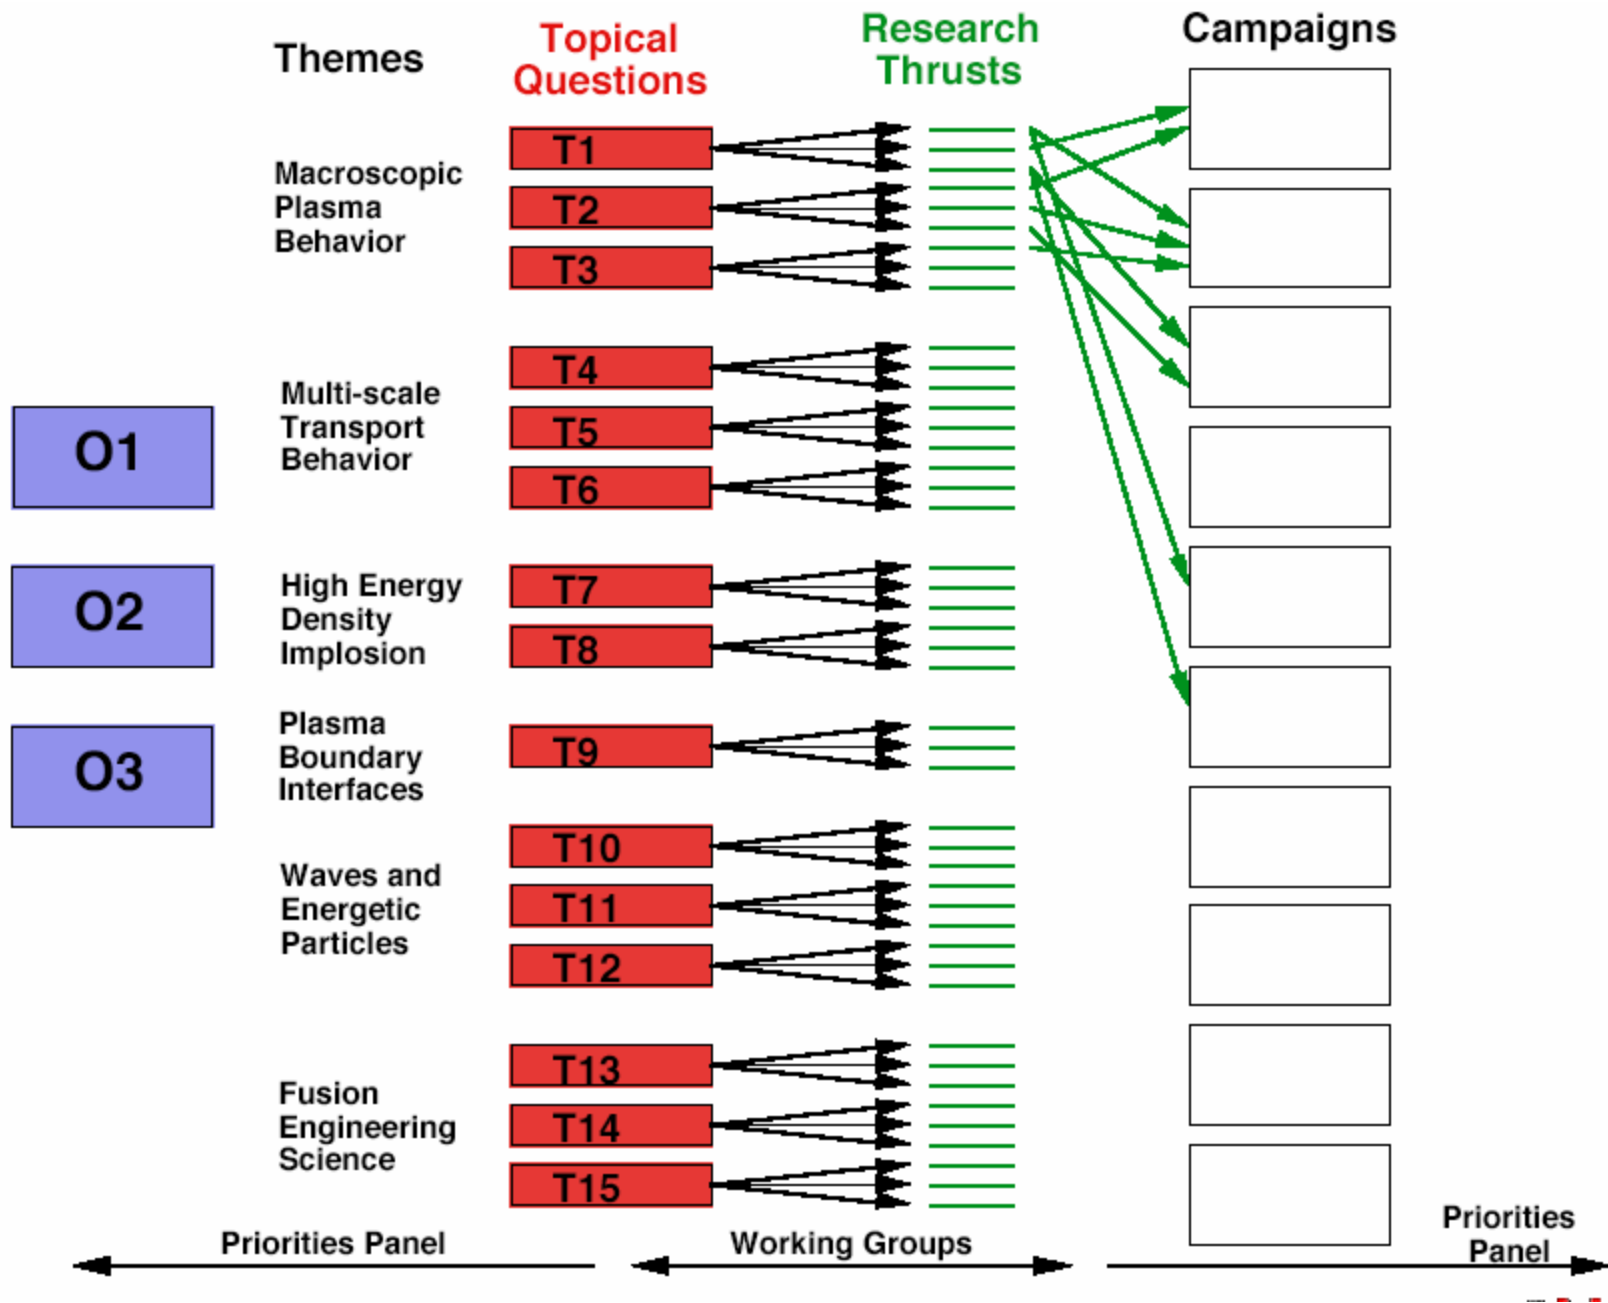 Themes
Topical
Questions
Research
Thrusts
Campaigns
Macroscopic
Plasma
Behavior
T1
T2
T3
O1
Multi-scale
Transport
Behavior
T4
T5
T6
O2
High Energy
Density
Implosion
T7
T8
O3
Plasma
Boundary
Interfaces
T9
Waves and
Energetic
Particles
T10
T11
T12
Fusion
Engineering
Science
T13
T14
T15
Priorities Panel
Working Groups
Priorities
Panel